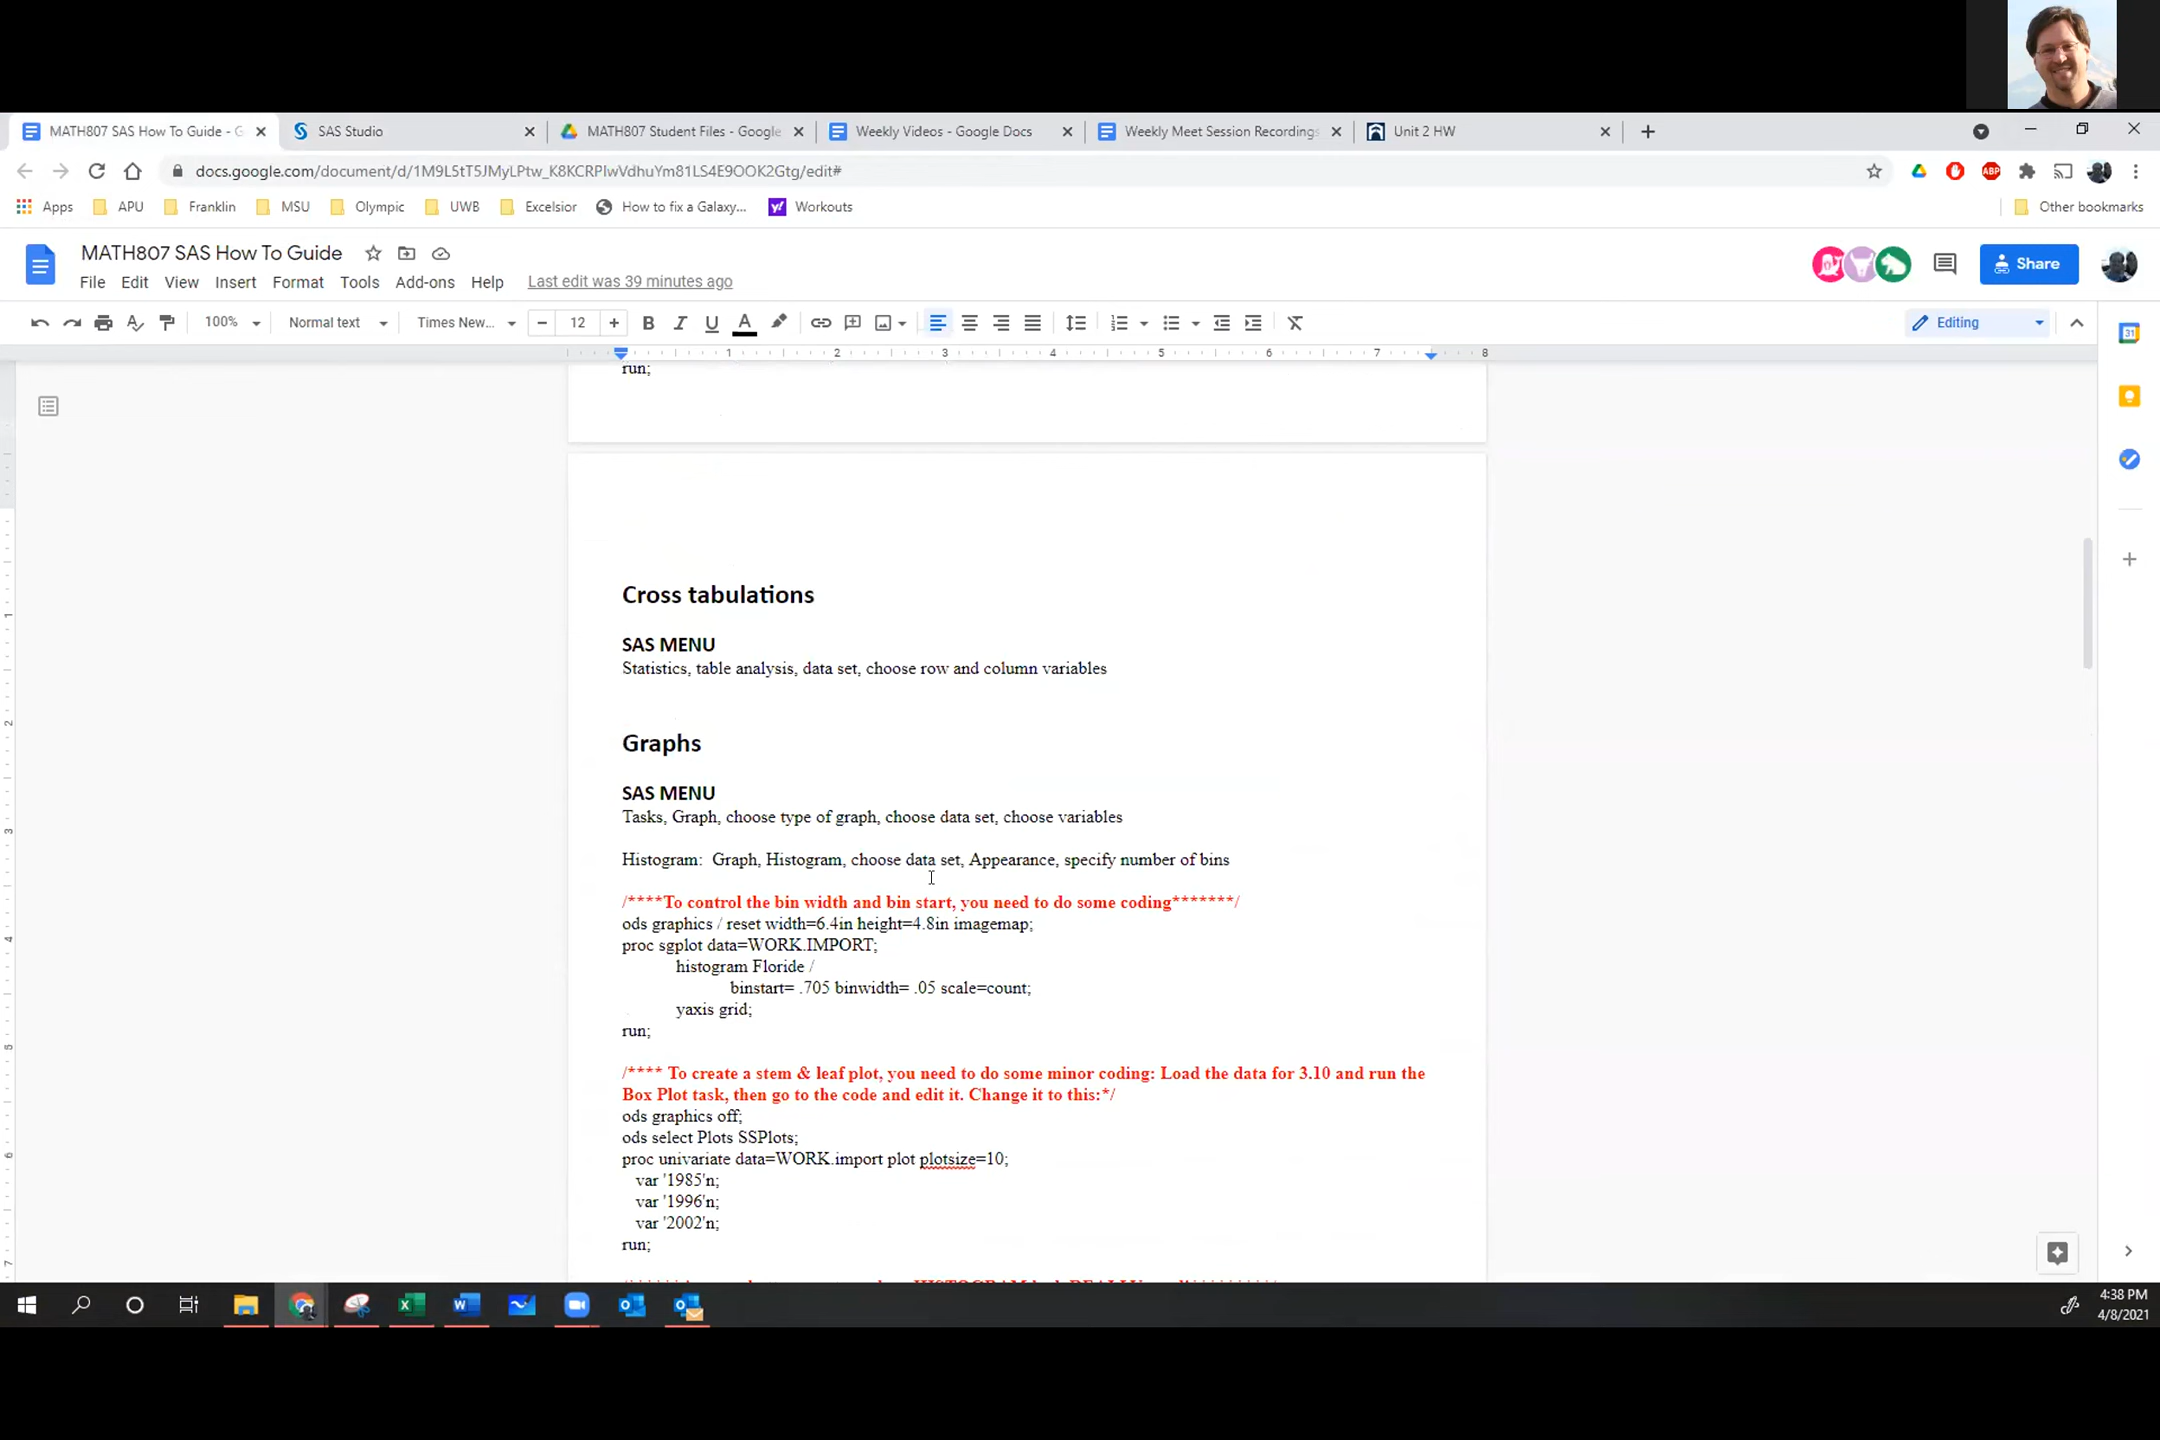 MATH807 SAS How To Guide - G
SAS Studio
MATH807 Student Files - Google
Weekly Videos - Google Docs
Weekly Meet Session Recordings
Unit 2 HW
docs.google.com/document/d/1M9L5tT5JMyLPtw_K8KCRPlwVdhuYm81LS4E9OOK2Gtg/edit#
ABP
Apps
APU
Franklin
MSU
Olympic
UWB
Excelsior
How to fix a Galaxy...
Workouts
Other bookmarks
MATH807 SAS How To Guide
Share
File Edit View Insert Format Tools Add-ons Help Last edit was 39 minutes ago
100% Normal text Times New... 12 B I U A Editing
1 2 3 4 5 6 7 8
31
run;
Cross tabulations
SAS MENU
Statistics, table analysis, data set, choose row and column variables
Graphs
SAS MENU
Tasks, Graph, choose type of graph, choose data set, choose variables
Histogram: Graph, Histogram, choose data set, Appearance, specify number of bins
/****To control the bin width and bin start, you need to do some coding*******/
ods graphics / reset width=6.4in height=4.8in imagemap;
proc sgplot data=WORK.IMPORT;
histogram Floride /
binstart= .705 binwidth= .05 scale=count;
yaxis grid;
run;
/**** To create a stem & leaf plot, you need to do some minor coding: Load the data for 3.10 and run the
Box Plot task, then go to the code and edit it. Change it to this:*/
ods graphics off;
ods select Plots SSPlots;
proc univariate data=WORK.import plot plotsize=10;
var '1985'n;
var '1996'n;
var '2002'n;
run;
4:38 PM
4/8/2021